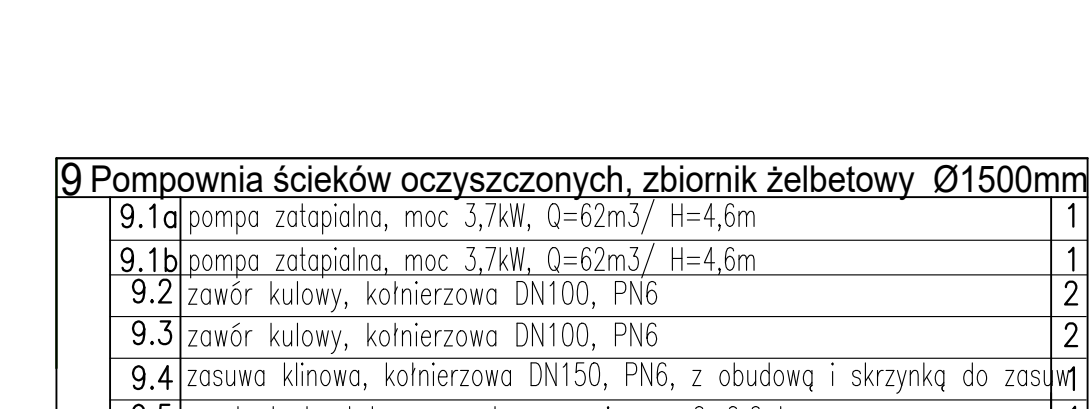 9 Pompownia ścieków oczyszczonych, zbiornik żelbetowy Ø1500mm
9.1a pompa zatapialna, moc 3,7kW, Q=62m3/ H=4,6m 1
9.1b pompa zatapialna, moc 3,7kW, Q=62m3/ H=4,6m 1
9.2 zawór kulowy, kołnierzowa DN100, PN6 2
9.3 zawór kulowy, kołnierzowa DN100, PN6 2
9.4 zasuwa klinowa, kołnierzowa DN150, PN6, z obudową i skrzynką do zasuw 1